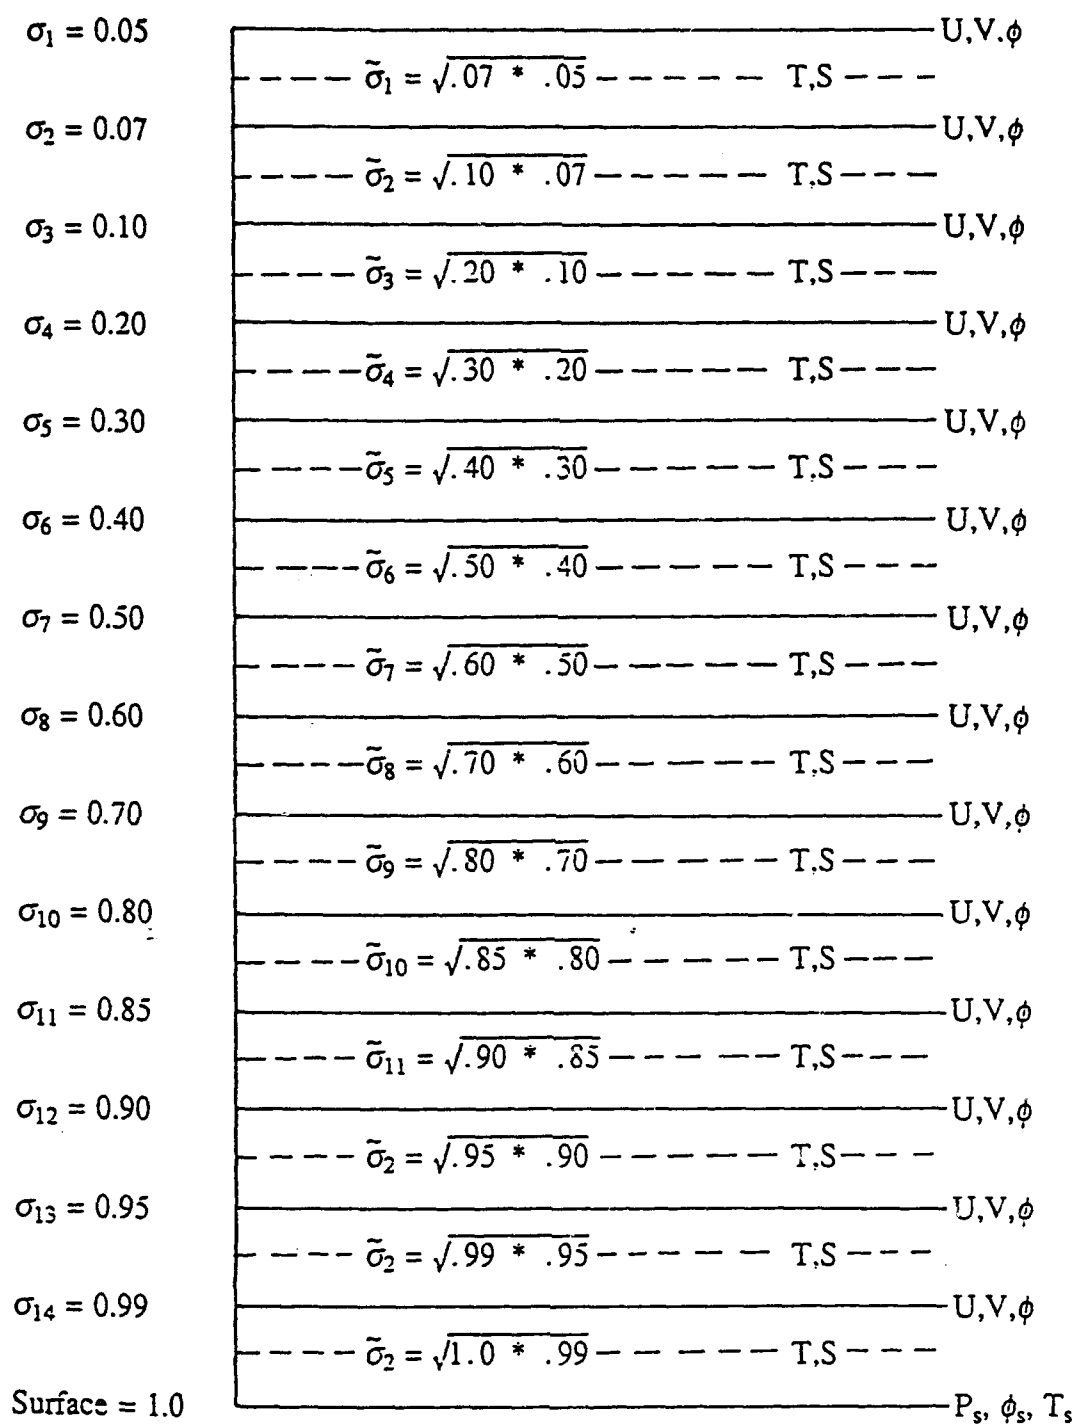 σ₁ = 0.05 U,V.ϕ
σ̃₁ = √.07 * .05 T,S
σ₂ = 0.07 U,V,ϕ
σ̃₂ = √.10 * .07 T,S
σ₃ = 0.10 U,V,ϕ
σ̃₃ = √.20 * .10 T,S
σ₄ = 0.20 U,V,ϕ
σ̃₄ = √.30 * .20 T,S
σ₅ = 0.30 U,V,ϕ
σ̃₅ = √.40 * .30 T,S
σ₆ = 0.40 U,V,ϕ
σ̃₆ = √.50 * .40 T,S
σ₇ = 0.50 U,V,ϕ
σ̃₇ = √.60 * .50 T,S
σ₈ = 0.60 U,V,ϕ
σ̃₈ = √.70 * .60 T,S
σ₉ = 0.70 U,V,ϕ
σ̃₉ = √.80 * .70 T,S
σ₁₀ = 0.80 U,V,ϕ
σ̃₁₀ = √.85 * .80 T,S
σ₁₁ = 0.85 U,V,ϕ
σ̃₁₁ = √.90 * .85 T,S
σ₁₂ = 0.90 U,V,ϕ
σ̃₂ = √.95 * .90 T,S
σ₁₃ = 0.95 U,V,ϕ
σ̃₂ = √.99 * .95 T,S
σ₁₄ = 0.99 U,V,ϕ
σ̃₂ = √1.0 * .99 T,S
Surface = 1.0 Pₛ, ϕₛ, Tₛ